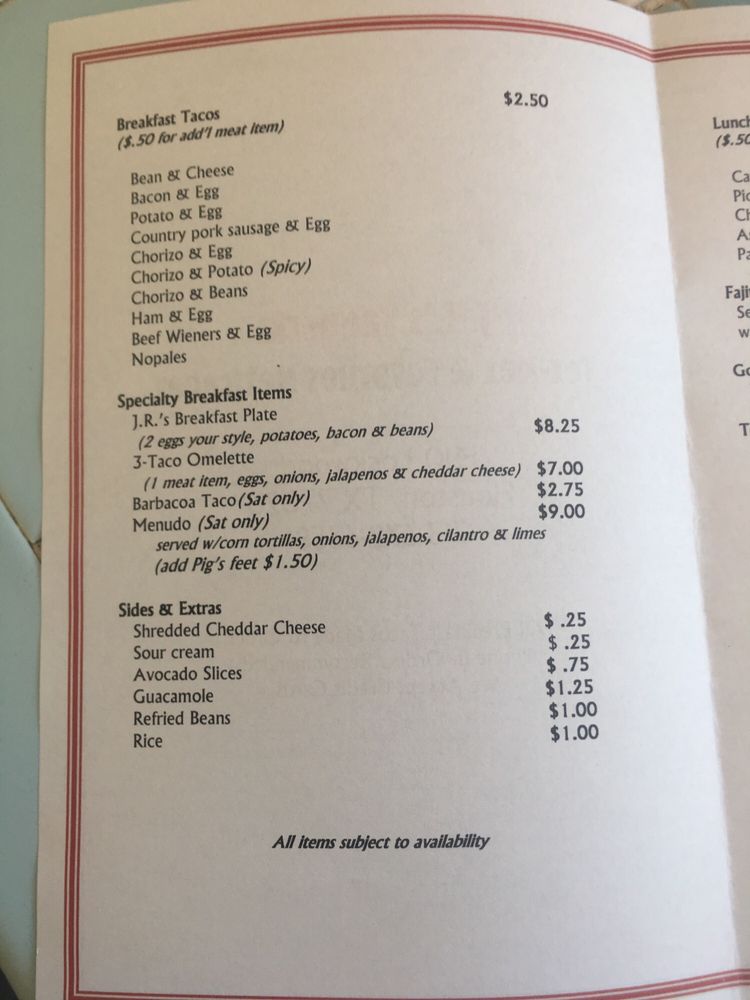 Breakfast Tacos $2.50
($.50 for add'l meat item)
Bean & Cheese
Bacon & Egg
Potato & Egg
Country pork sausage & Egg
Chorizo & Egg
Chorizo & Potato (Spicy)
Chorizo & Beans
Ham & Egg
Beef Wieners & Egg
Nopales
Specialty Breakfast Items
J.R.'s Breakfast Plate $8.25
(2 eggs your style, potatoes, bacon & beans)
3-Taco Omelette $7.00
(1 meat item, eggs, onions, jalapenos & cheddar cheese)
Barbacoa Taco (Sat only) $2.75
Menudo (Sat only) $9.00
served w/corn tortillas, onions, jalapenos, cilantro & limes
(add Pig's feet $1.50)
Sides & Extras
Shredded Cheddar Cheese $ .25
Sour cream $ .25
Avocado Slices $ .75
Guacamole $1.25
Refried Beans $1.00
Rice $1.00
All items subject to availability
Lunch
($.50